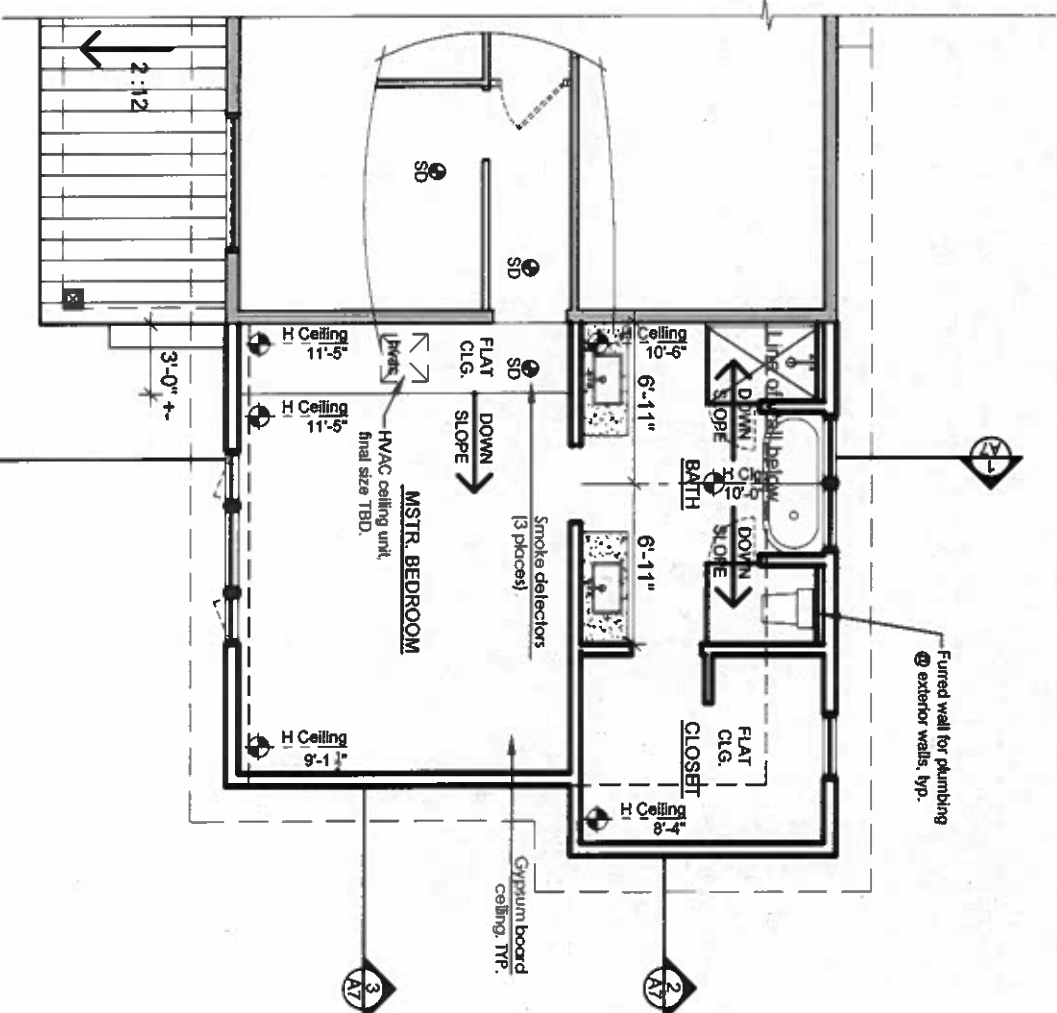 2 :12
3'-0" +-
SD
SD
SD
H Ceiling
11'-5"
H Ceiling
11'-5"
H Ceiling
9'-1
FLAT
CLG.
hvac
HVAC ceiling unit,
final size TBD.
DOWN
SLOPE
MSTR. BEDROOM
Smoke detectors
(3 places)
Gypsum board
ceiling, TYP.
Ceiling
10'-6"
6'-11"
6'-11"
Line of wall below
DOWN
SLOPE
BATH
10'-0
DOWN
SLOPE
FLAT
CLG.
CLOSET
H Ceiling
8'-4"
Furred wall for plumbing
@ exterior walls, typ.
1
A7
2
A7
3
A7